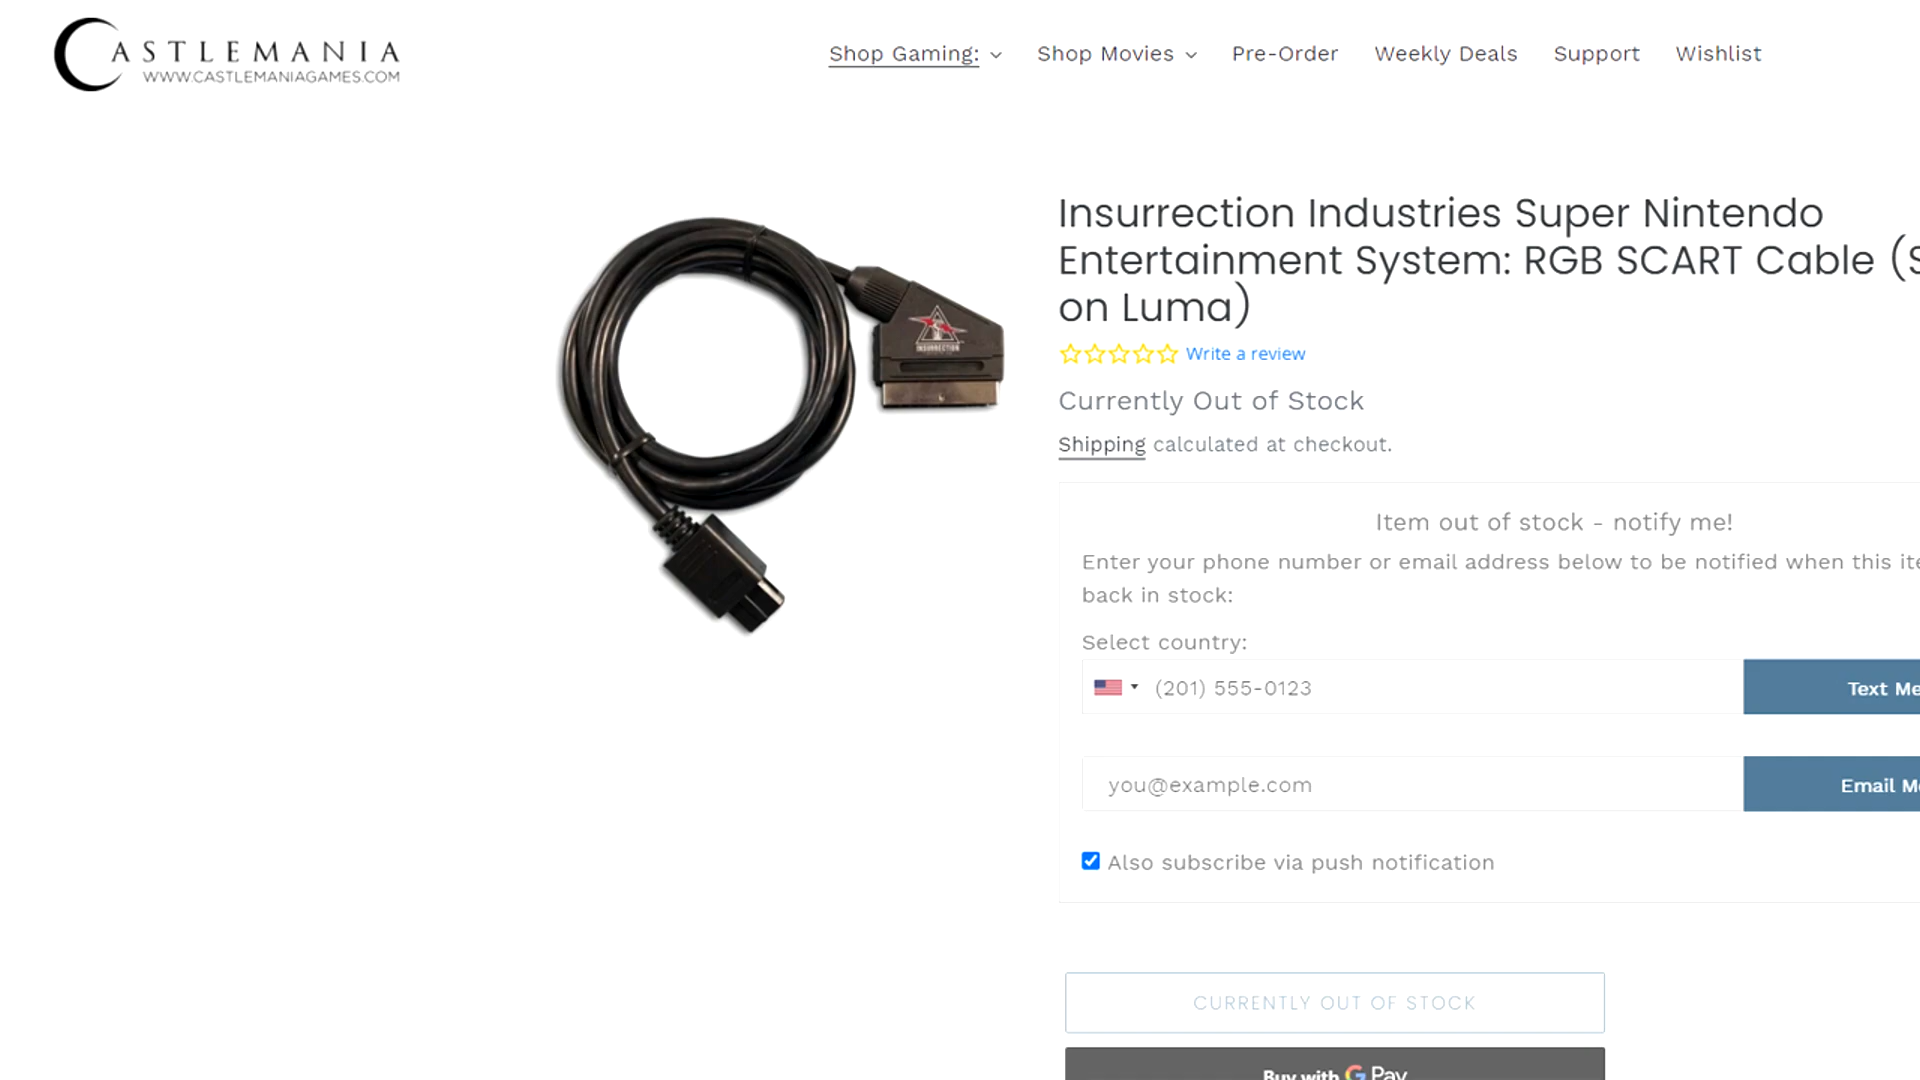 CASTLEMANIA
WWW.CASTLEMANIAGAMES.COM
Shop Gaming: Shop Movies Pre-Order Weekly Deals Support Wishlist
Insurrection Industries Super Nintendo
Entertainment System: RGB SCART Cable (S
on Luma)
INSURRECTION
Write a review
Currently Out of Stock
Shipping calculated at checkout.
Item out of stock - notify me!
Enter your phone number or email address below to be notified when this ite
back in stock:
Select country:
(201) 555-0123
Text Me
you@example.com
Email Me
Also subscribe via push notification
CURRENTLY OUT OF STOCK
Buy with G Pay